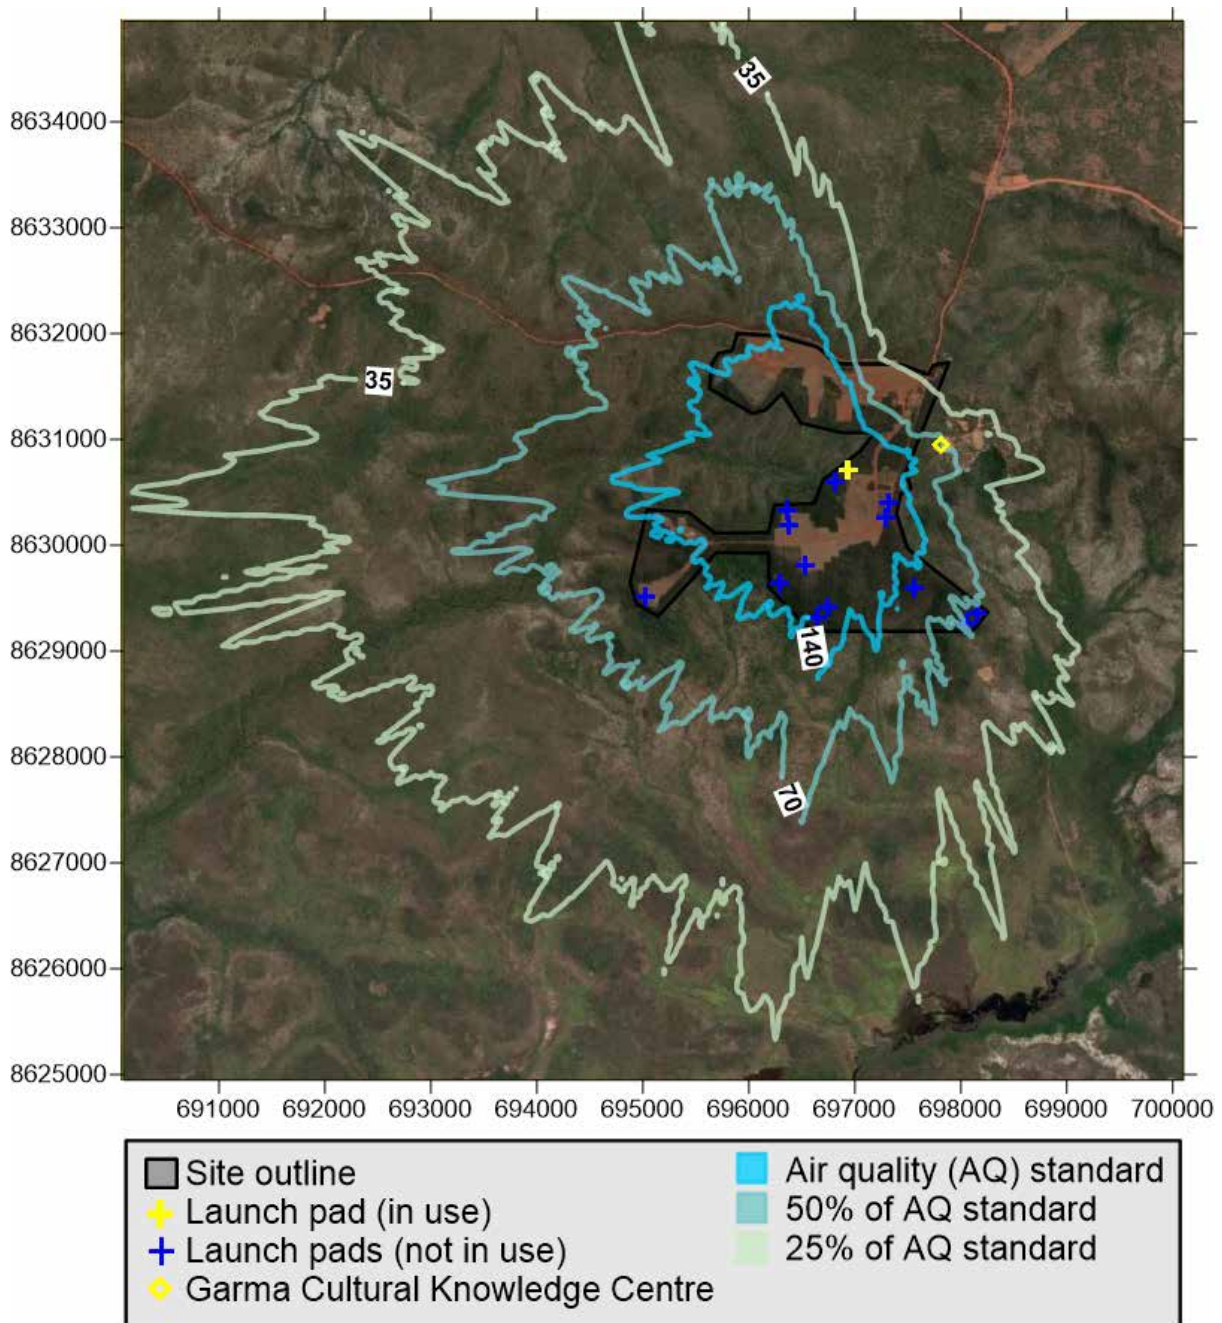 35
8634000
8633000
8632000
35
8631000
8630000
8629000
140
8628000
70
8627000
8626000
8625000
691000 692000 693000 694000 695000 696000 697000 698000 699000 700000
Site outline
Launch pad (in use)
Launch pads (not in use)
Garma Cultural Knowledge Centre
Air quality (AQ) standard
50% of AQ standard
25% of AQ standard